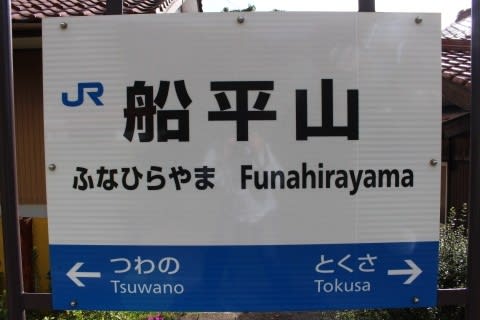 JR 船平山
ふなひらやま Funahirayama
← つわの とくさ →
Tsuwano Tokusa